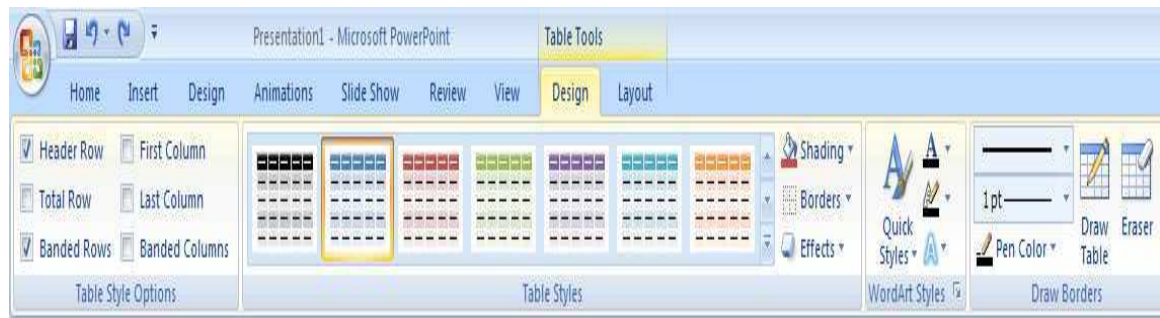 Presentation1 - Microsoft PowerPoint Table Tools
Home Insert Design Animations Slide Show Review View Design Layout
Header Row First Column Shading
Total Row Last Column Borders 1 pt
Banded Rows Banded Columns Effects Quick Styles Pen Color Draw Table Eraser
Table Style Options Table Styles WordArt Styles Draw Borders